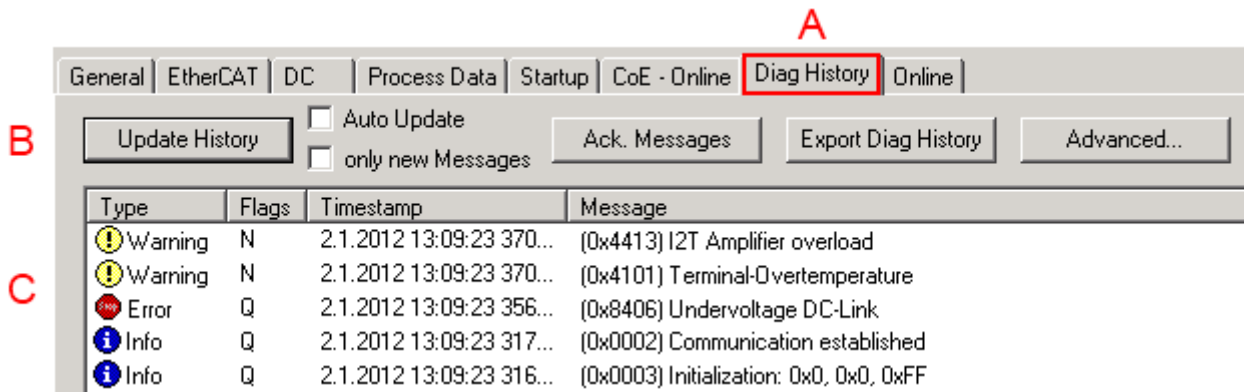 A
General EtherCAT DC Process Data Startup CoE - Online Diag History Online
B
Update History Auto Update Ack. Messages Export Diag History Advanced...
only new Messages
Type Flags Timestamp Message
C
Warning N 2.1.2012 13:09:23 370... (0x4413) I2T Amplifier overload
Warning N 2.1.2012 13:09:23 370... (0x4101) Terminal-Overtemperature
Error Q 2.1.2012 13:09:23 356... (0x8406) Undervoltage DC-Link
Info Q 2.1.2012 13:09:23 317... (0x0002) Communication established
Info Q 2.1.2012 13:09:23 316... (0x0003) Initialization: 0x0, 0x0, 0xFF